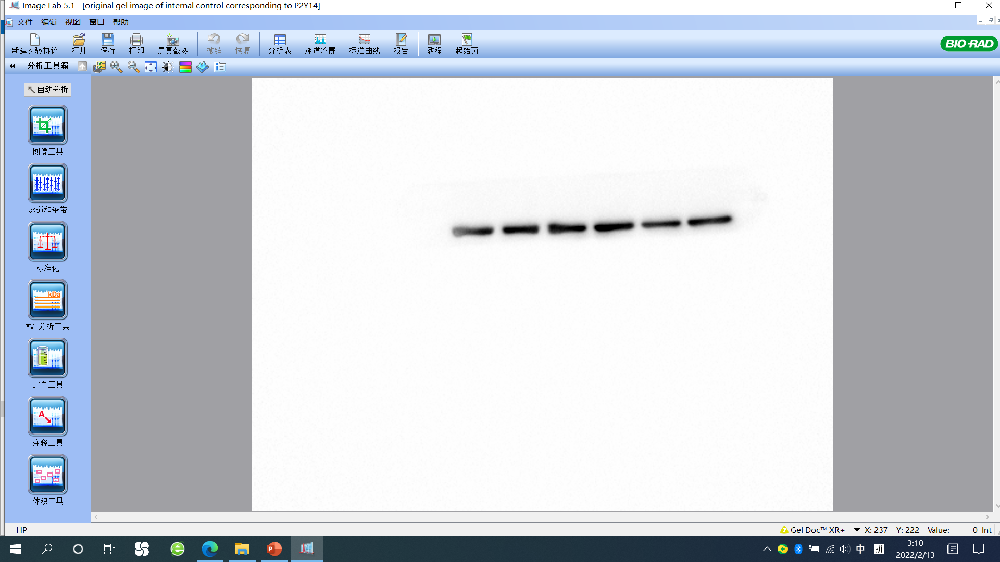 Image Lab 5.1 - [original gel image of internal control corresponding to P2Y14]
文件 编辑 视图 窗口 帮助
新建实验协议 打开 保存 打印 屏幕截图 撤销 恢复 分析表 泳道轮廓 标准曲线 报告 教程 起始页
BIO-RAD
分析工具箱
自动分析
图像工具
泳道和条带
标准化
kDa
MW 分析工具
定量工具
A
注释工具
体积工具
HP
Gel Doc™ XR+ X: 237 Y: 222 Value: 0 Int
P
中 拼
3:10
2022/2/13